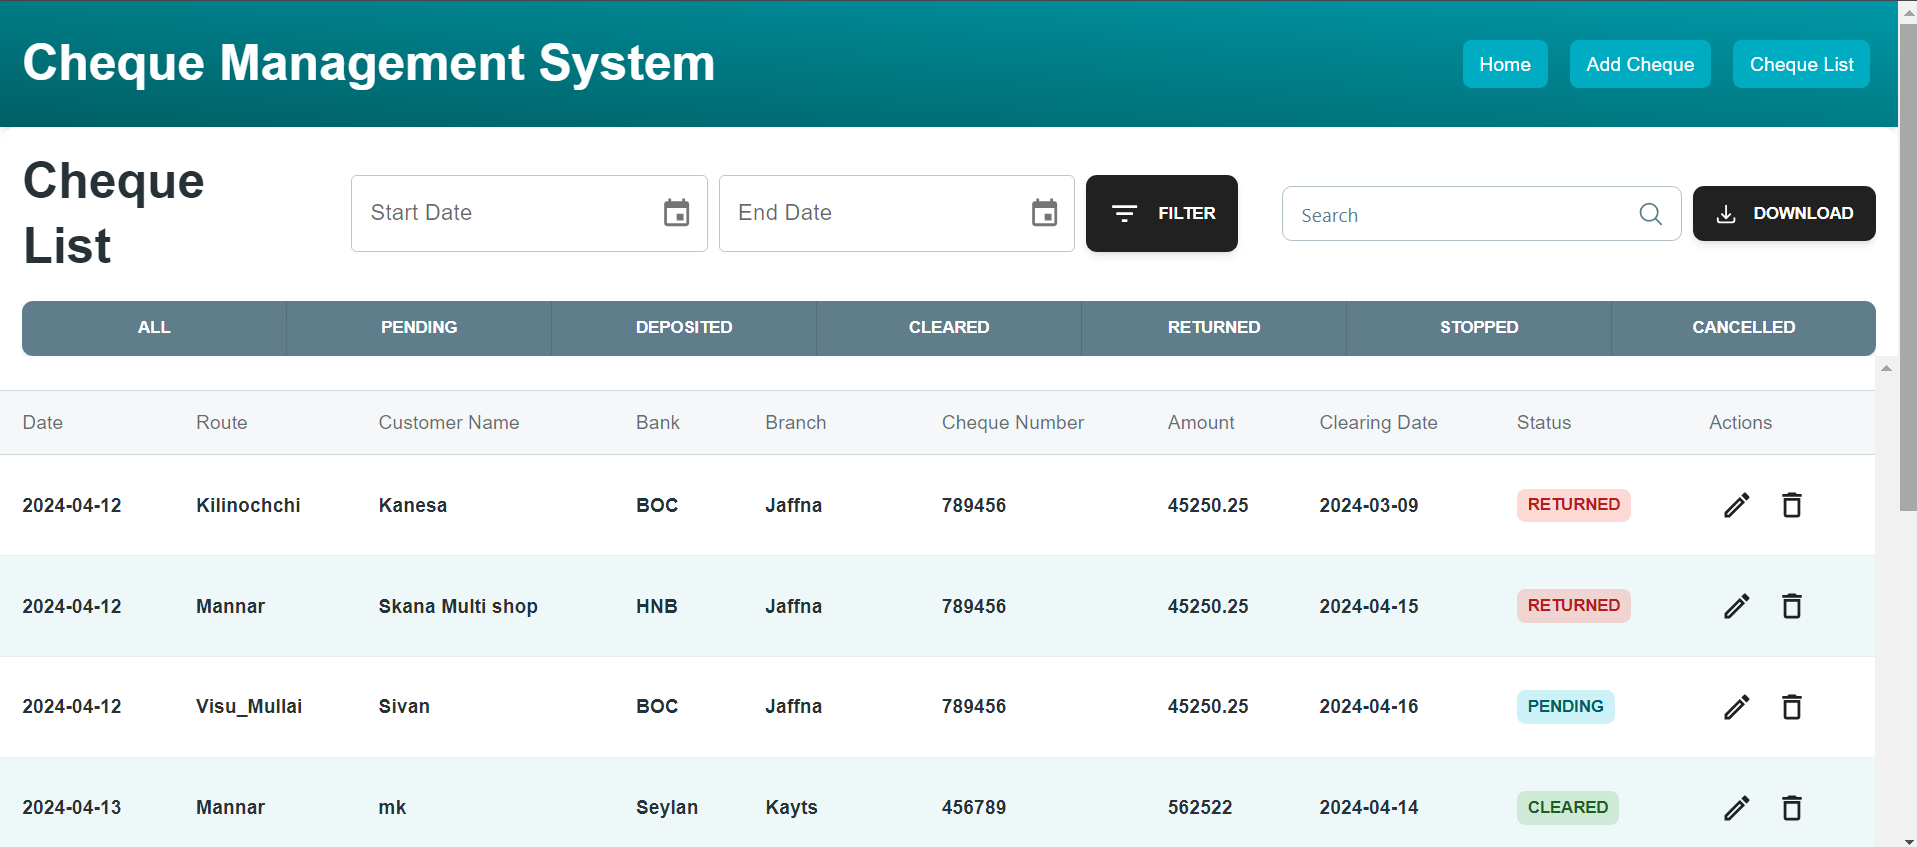 Cheque Management System
Home Add Cheque Cheque List
Cheque
List
Start Date End Date FILTER Search DOWNLOAD
ALL PENDING DEPOSITED CLEARED RETURNED STOPPED CANCELLED
Date Route Customer Name Bank Branch Cheque Number Amount Clearing Date Status Actions
2024-04-12 Kilinochchi Kanesa BOC Jaffna 789456 45250.25 2024-03-09 RETURNED
2024-04-12 Mannar Skana Multi shop HNB Jaffna 789456 45250.25 2024-04-15 RETURNED
2024-04-12 Visu_Mullai Sivan BOC Jaffna 789456 45250.25 2024-04-16 PENDING
2024-04-13 Mannar mk Seylan Kayts 456789 562522 2024-04-14 CLEARED